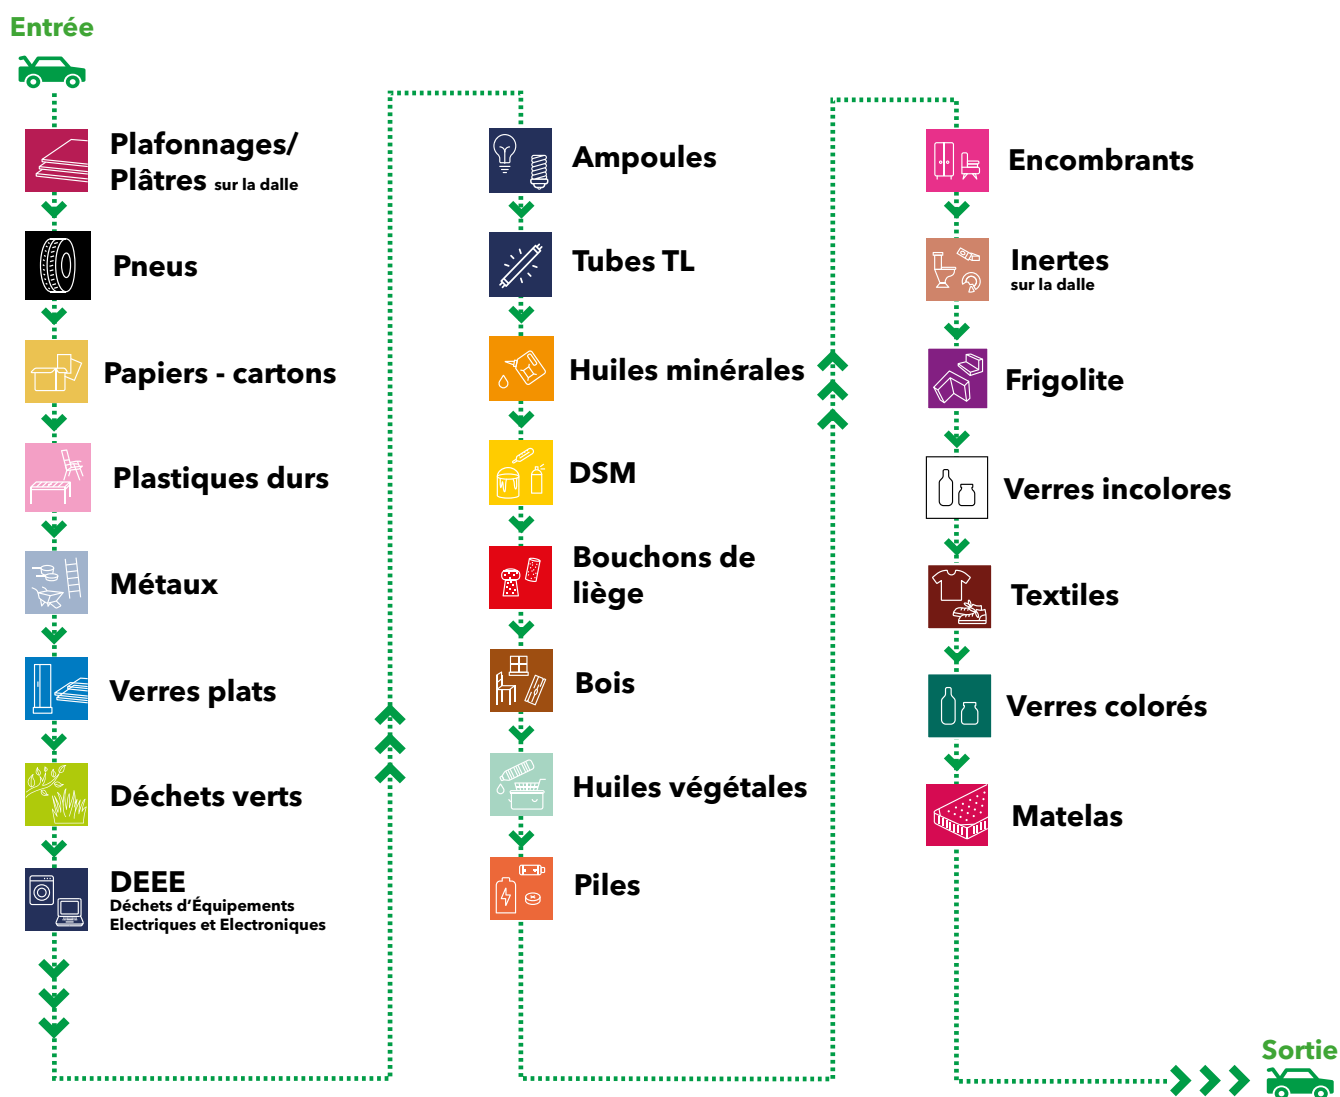 Entrée
Plafonnages/
Plâtres sur la dalle
Pneus
Papiers - cartons
Plastiques durs
Métaux
Verres plats
Déchets verts
DEEE
Déchets d’Équipements
Electriques et Electroniques
Ampoules
Tubes TL
Huiles minérales
DSM
Bouchons de
liège
Bois
Huiles végétales
Piles
Encombrants
Inertes
sur la dalle
Frigolite
Verres incolores
Textiles
Verres colorés
Matelas
Sortie